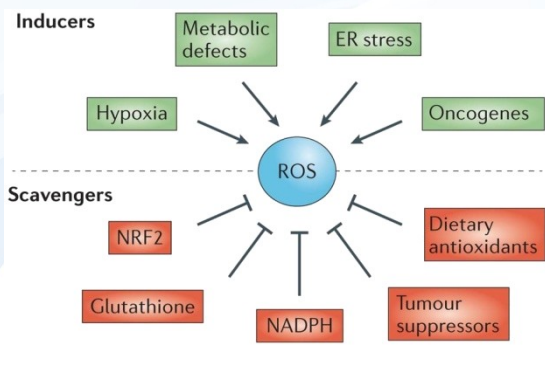 Inducers
Metabolic
defects
ER stress
Hypoxia
Oncogenes
ROS
Scavengers
NRF2
Dietary
antioxidants
Glutathione
NADPH
Tumour
suppressors